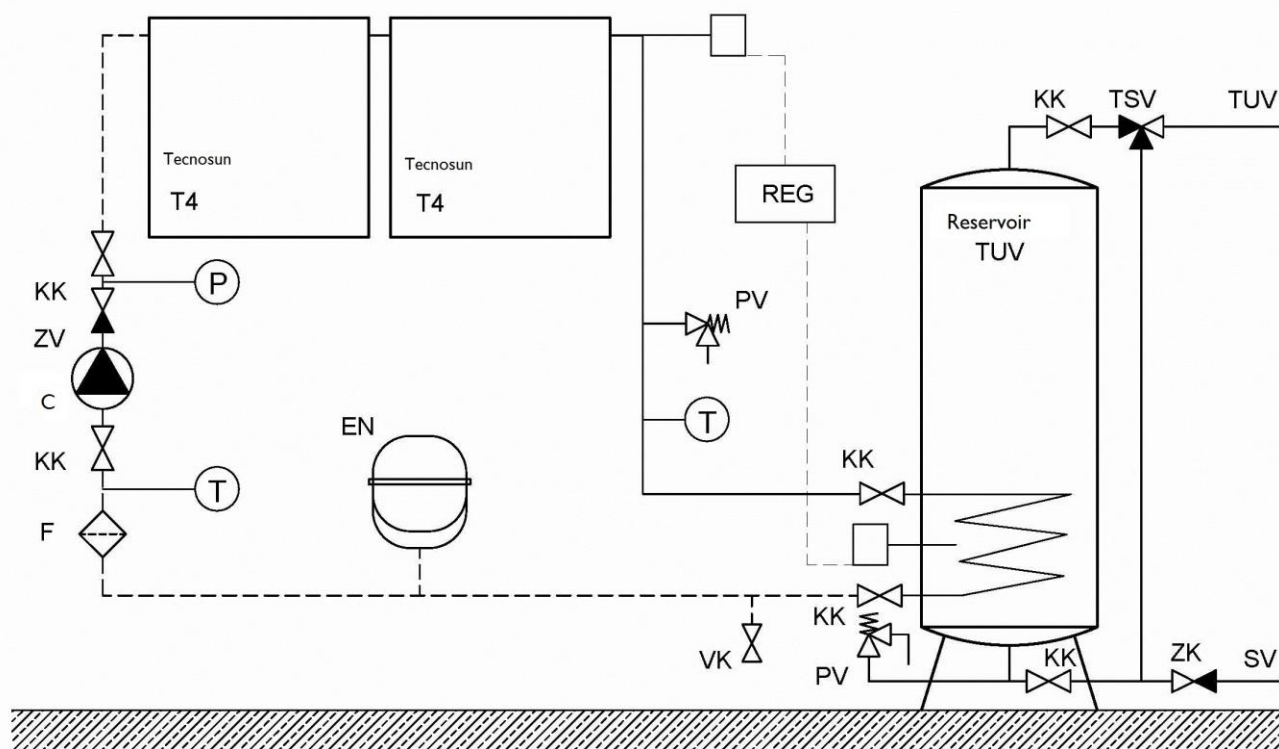 KK
TSV
TUV
Tecnosun
T4
Tecnosun
T4
REG
Reservoir
TUV
KK
P
ZV
PV
C
T
EN
KK
KK
T
F
KK
VK
PV
KK
ZK
SV